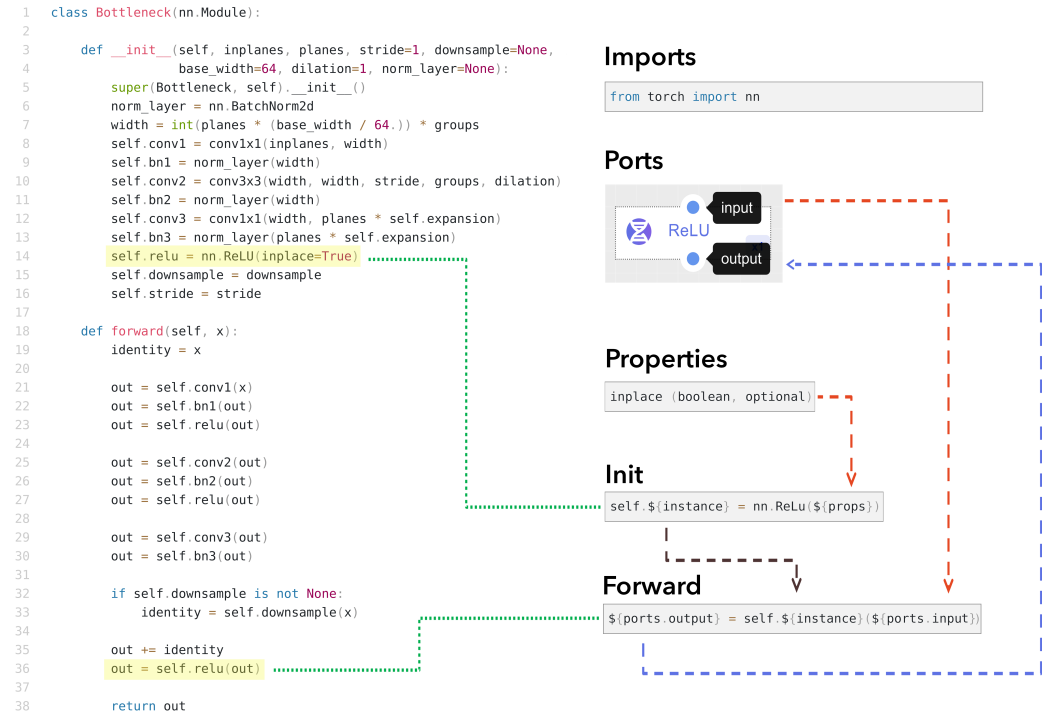 1 class Bottleneck(nn.Module):
2
3 def __init__(self, inplanes, planes, stride=1, downsample=None,
4 base_width=64, dilation=1, norm_layer=None):
5 super(Bottleneck, self).__init__()
6 norm_layer = nn.BatchNorm2d
7 width = int(planes * (base_width / 64.)) * groups
8 self.conv1 = conv1x1(inplanes, width)
9 self.bn1 = norm_layer(width)
10 self.conv2 = conv3x3(width, width, stride, groups, dilation)
11 self.bn2 = norm_layer(width)
12 self.conv3 = conv1x1(width, planes * self.expansion)
13 self.bn3 = norm_layer(planes * self.expansion)
14 self.relu = nn.ReLU(inplace=True)
15 self.downsample = downsample
16 self.stride = stride
17
18 def forward(self, x):
19 identity = x
20
21 out = self.conv1(x)
22 out = self.bn1(out)
23 out = self.relu(out)
24
25 out = self.conv2(out)
26 out = self.bn2(out)
27 out = self.relu(out)
28
29 out = self.conv3(out)
30 out = self.bn3(out)
31
32 if self.downsample is not None:
33 identity = self.downsample(x)
34
35 out += identity
36 out = self.relu(out)
37
38 return out
Imports
from torch import nn
Ports
input
ReLU
output
Properties
inplace (boolean, optional)
Init
self.${instance} = nn.ReLu(${props})
Forward
${ports.output} = self.${instance}(${ports.input})